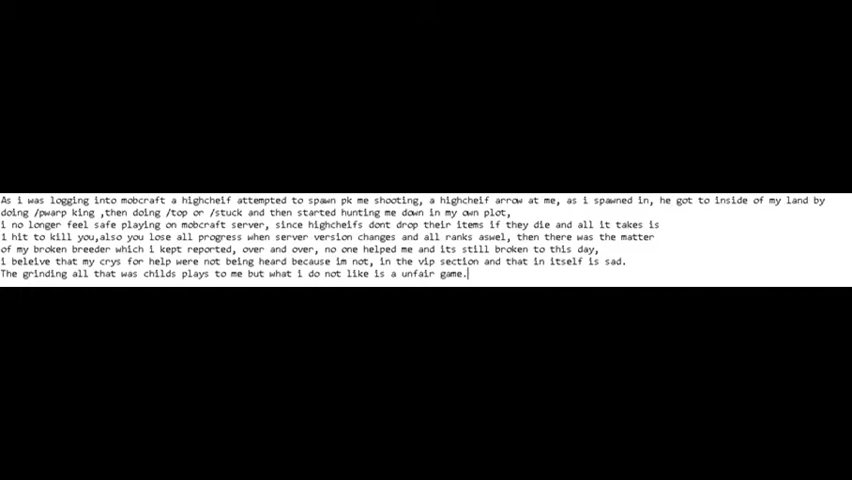 As i was logging into mobcraft a highcheif attempted to spawn pk me shooting, a highcheif arrow at me, as i spawned in, he got to inside of my land by
doing /pwarp king ,then doing /top or /stuck and then started hunting me down in my own plot,
i no longer feel safe playing on mobcraft server, since highcheifs dont drop their items if they die and all it takes is
1 hit to kill you,also you lose all progress when server version changes and all ranks aswel, then there was the matter
of my broken breeder which i kept reported, over and over, no one helped me and its still broken to this day,
i beleive that my crys for help were not being heard because im not, in the vip section and that in itself is sad.
The grinding all that was childs plays to me but what i do not like is a unfair game.